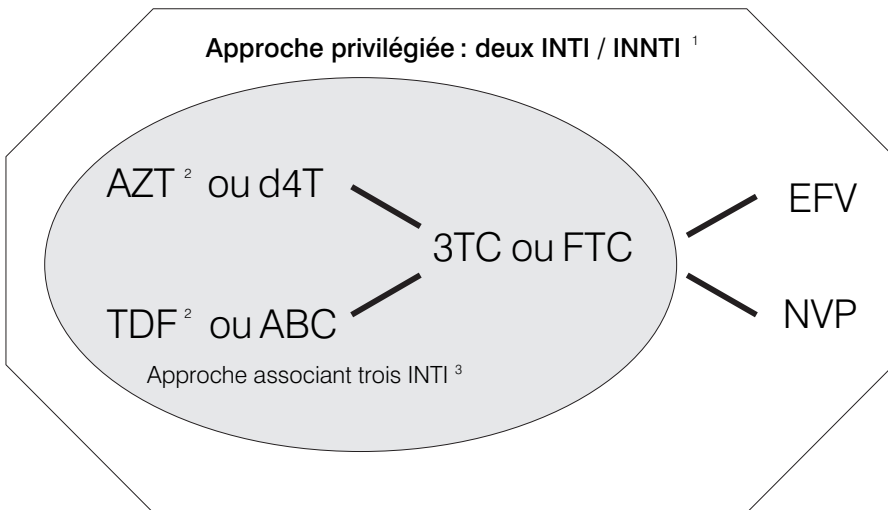 Approche privilégiée : deux INTI / INNTI ¹
AZT ² ou d4T
EFV
3TC ou FTC
TDF ² ou ABC
NVP
Approche associant trois INTI ³